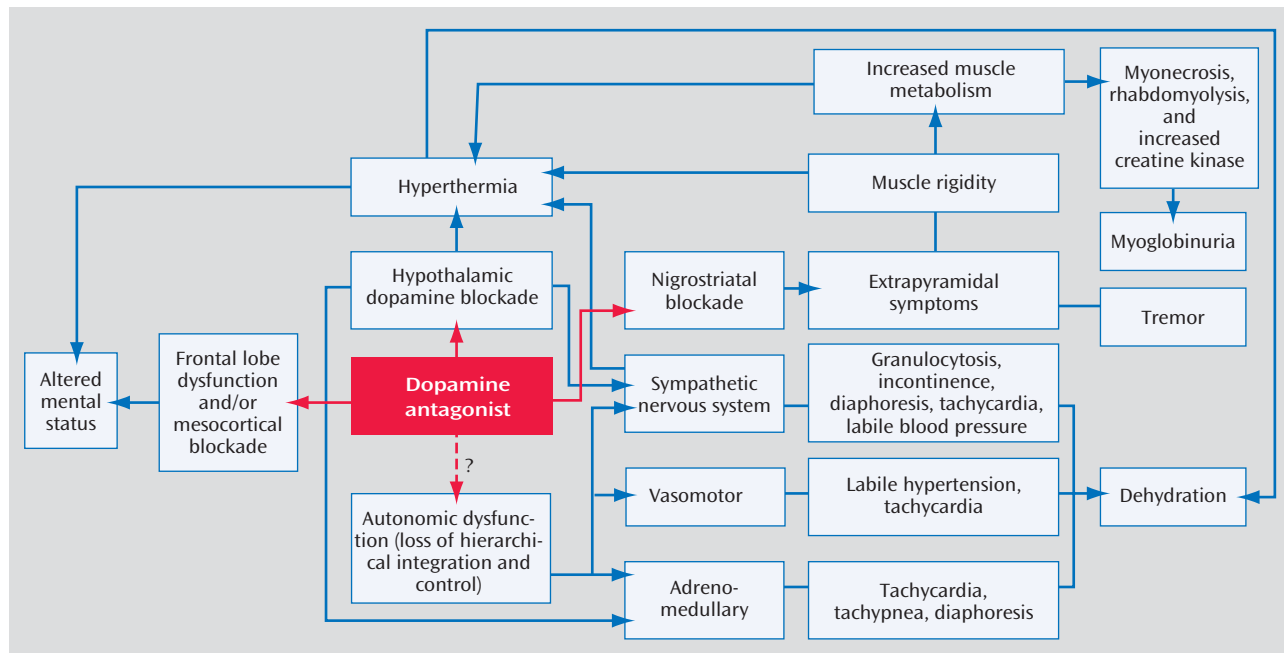 Increased muscle
metabolism
Myonecrosis,
rhabdomyolysis,
and
increased
creatine kinase
Hyperthermia
Muscle rigidity
Myoglobinuria
Hypothalamic
dopamine blockade
Nigrostriatal
blockade
Extrapyramidal
symptoms
Tremor
Altered
mental
status
Frontal lobe
dysfunction
and/or
mesocortical
blockade
Dopamine
antagonist
Sympathetic
nervous system
Granulocytosis,
incontinence,
diaphoresis, tachycardia,
labile blood pressure
?
Autonomic dysfunc-
tion (loss of hierarchi-
cal integration and
control)
Vasomotor
Labile hypertension,
tachycardia
Dehydration
Adreno-
medullary
Tachycardia,
tachypnea, diaphoresis